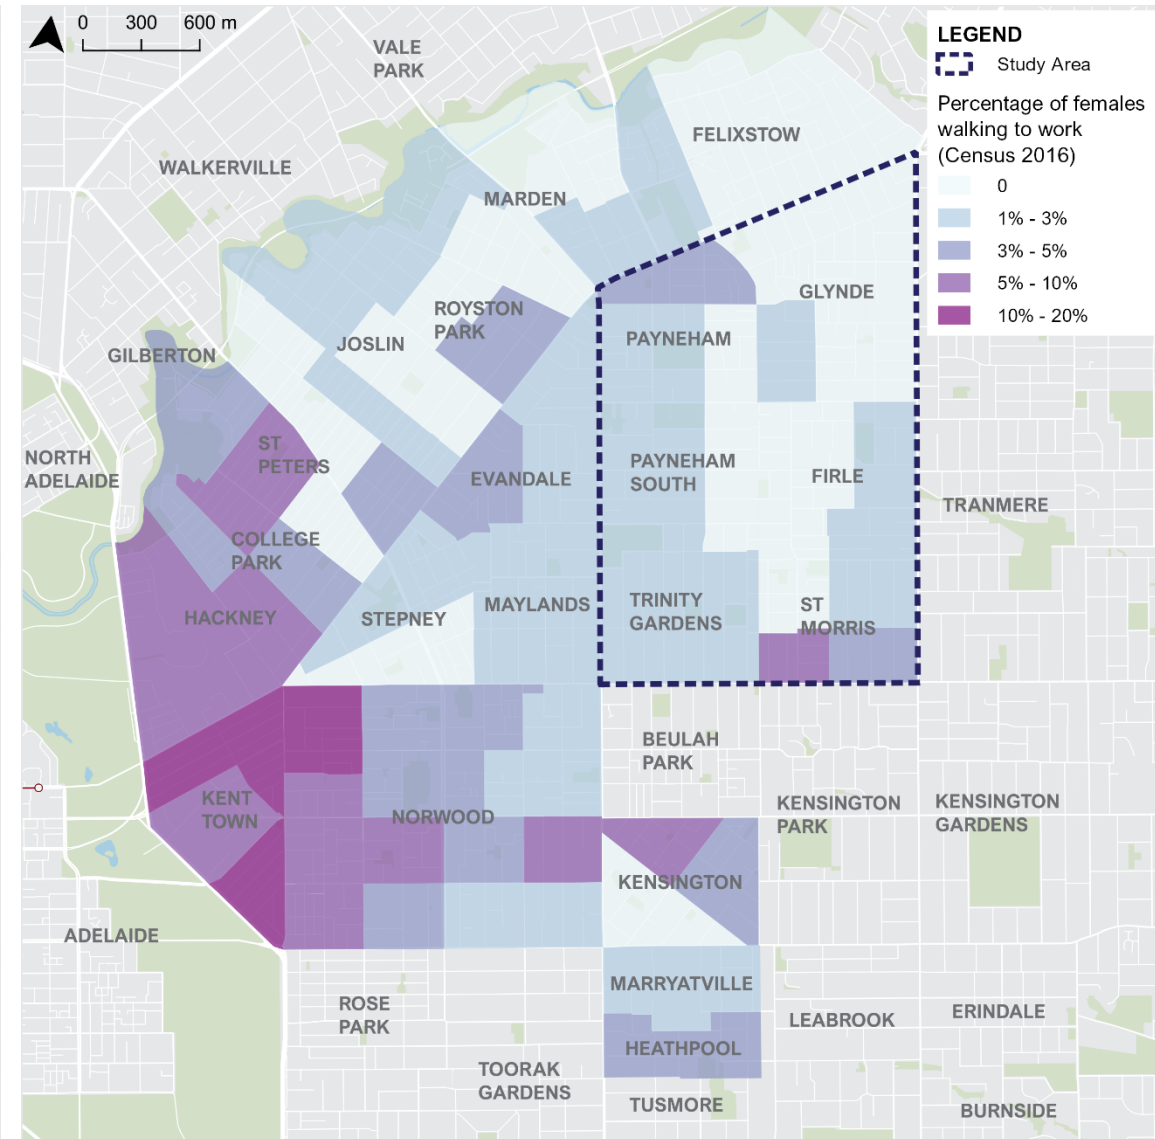 0 300 600 m
VALE
PARK
LEGEND
Study Area
Percentage of females
walking to work
(Census 2016)
0
1% - 3%
3% - 5%
5% - 10%
10% - 20%
FELIXSTOW
WALKERVILLE
MARDEN
GLYNDE
ROYSTON
PARK
PAYNEHAM
JOSLIN
GILBERTON
ST
PETERS
NORTH
ADELAIDE
EVANDALE
PAYNEHAM
SOUTH
FIRLE
TRANMERE
COLLEGE
PARK
HACKNEY
STEPNEY
MAYLANDS
TRINITY
GARDENS
ST
MORRIS
BEULAH
PARK
KENT
TOWN
NORWOOD
KENSINGTON
PARK
KENSINGTON
GARDENS
KENSINGTON
ADELAIDE
MARRYATVILLE
ROSE
PARK
LEABROOK
ERINDALE
HEATHPOOL
TOORAK
GARDENS
TUSMORE
BURNSIDE